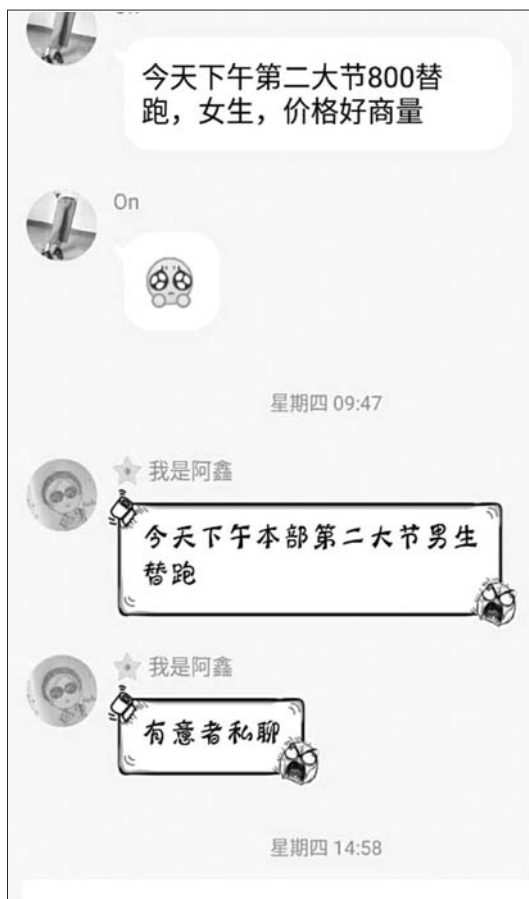 On
今天下午第二大节800替
跑，女生，价格好商量
On
星期四 09:47
我是阿鑫
今天下午本部第二大节男生
替跑
我是阿鑫
有意者私聊
星期四 14:58